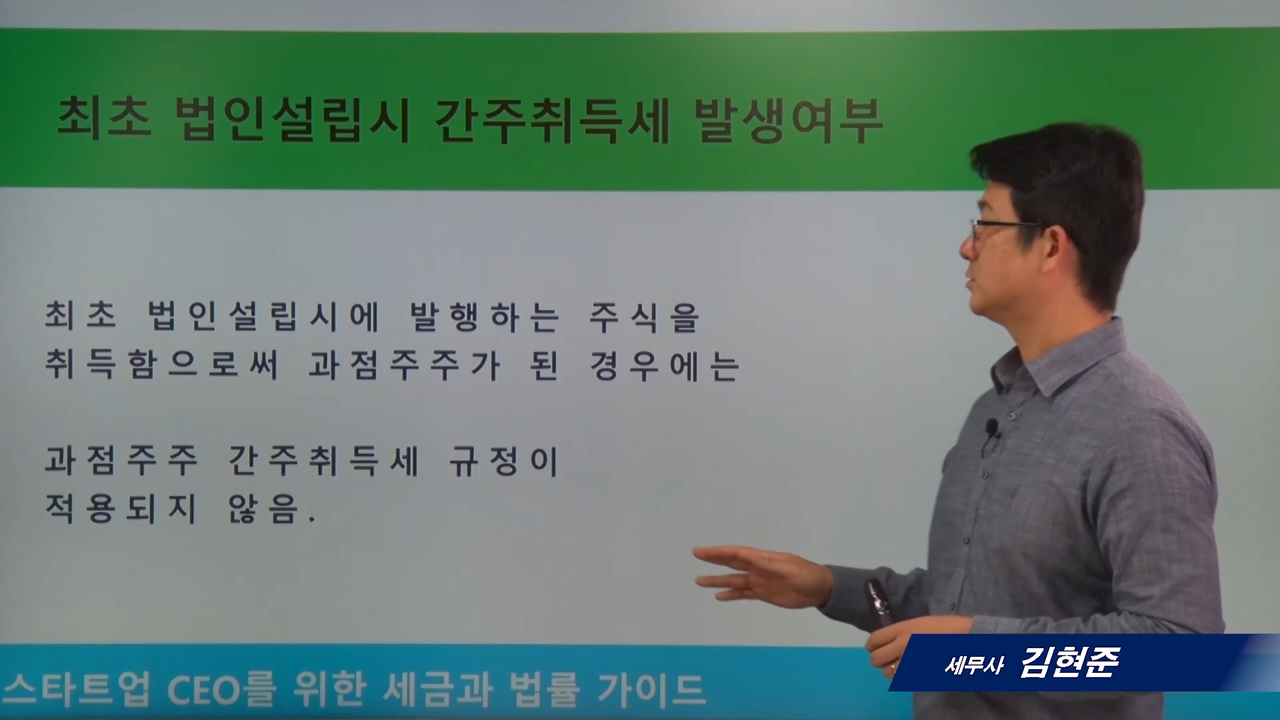 최초 법인설립시 간주취득세 발생여부
최초 법인설립시에 발행하는 주식을
취득함으로써 과점주주가 된 경우에는
과점주주 간주취득세 규정이
적용되지 않음.
세무사 김현준
스타트업 CEO를 위한 세금과 법률 가이드